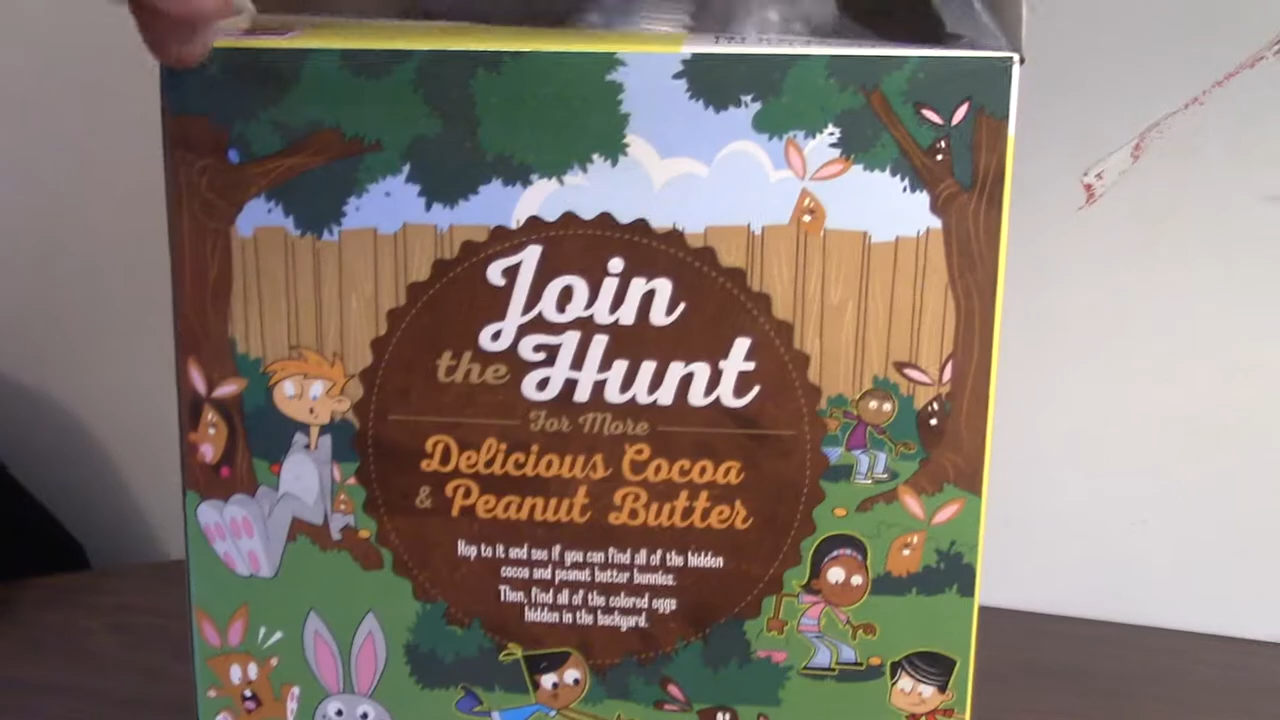 Join
the Hunt
For More
Delicious Cocoa
& Peanut Butter
Hop to it and see if you can find all of the hidden
cocoa and peanut butter bunnies.
Then, find all of the colored eggs
hidden in the backyard.